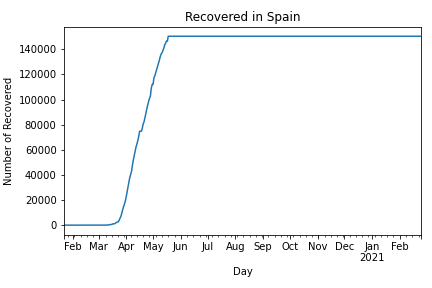 Recovered in Spain
Number of Recovered
140000
120000
100000
80000
60000
40000
20000
0
Feb Mar Apr May Jun Jul Aug Sep Oct Nov Dec Jan Feb
2021
Day